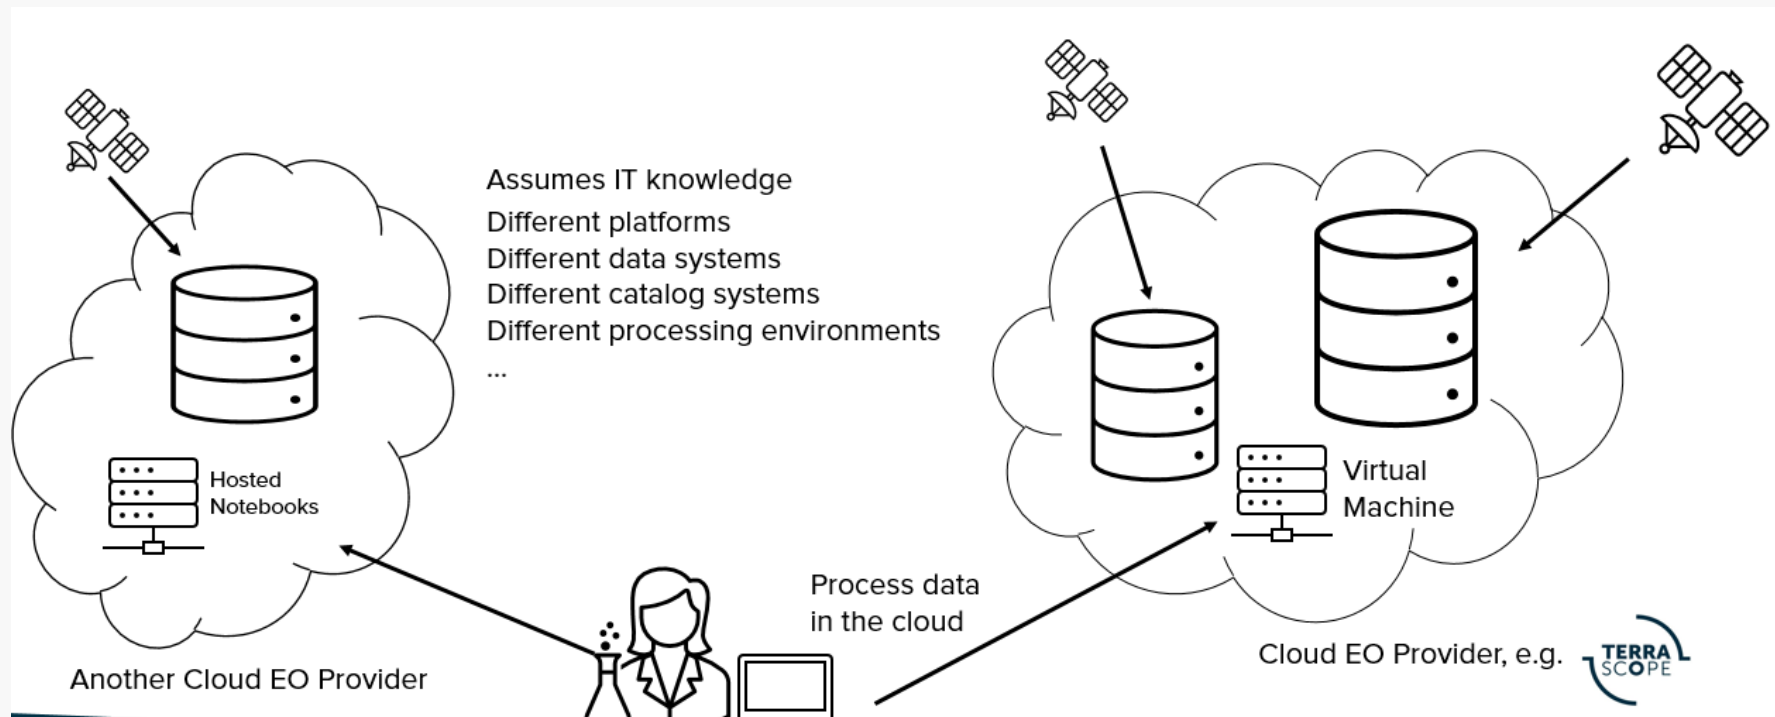 Assumes IT knowledge
Different platforms
Different data systems
Different catalog systems
Different processing environments
...
Hosted
Notebooks
Virtual
Machine
Process data
in the cloud
Another Cloud EO Provider
Cloud EO Provider, e.g.
TERRA
SCOPE